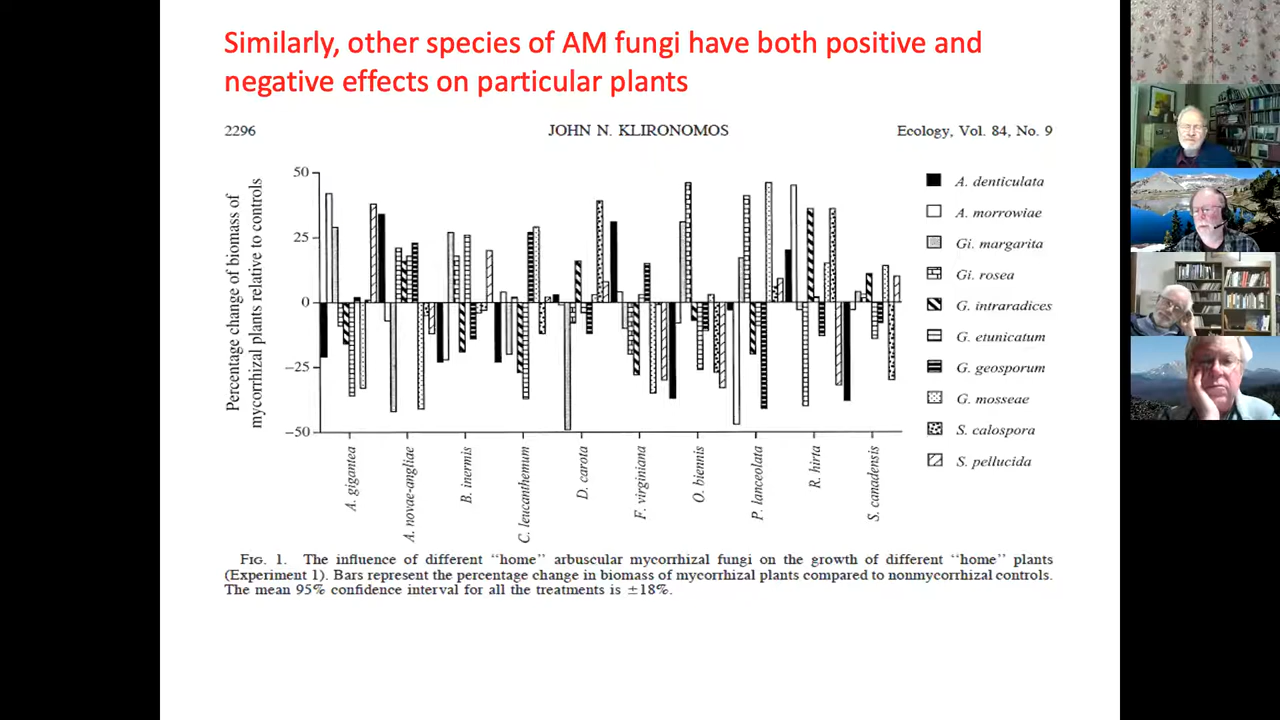 Similarly, other species of AM fungi have both positive and
negative effects on particular plants
2296
JOHN N. KLIRONOMOS
Ecology, Vol. 84, No. 9
Percentage change of biomass of
mycorrhizal plants relative to controls
50
25
0
−25
−50
A. denticulata
A. morrowiae
Gi. margarita
Gi. rosea
G. intraradices
G. etunicatum
G. geosporum
G. mosseae
S. calospora
S. pellucida
A. gigantea
A. novae-angliae
B. inermis
C. leucanthemum
D. carota
F. virginiana
O. biennis
P. lanceolata
R. hirta
S. canadensis
FIG. 1. The influence of different "home" arbuscular mycorrhizal fungi on the growth of different "home" plants
(Experiment 1). Bars represent the percentage change in biomass of mycorrhizal plants compared to nonmycorrhizal controls.
The mean 95% confidence interval for all the treatments is ±18%.